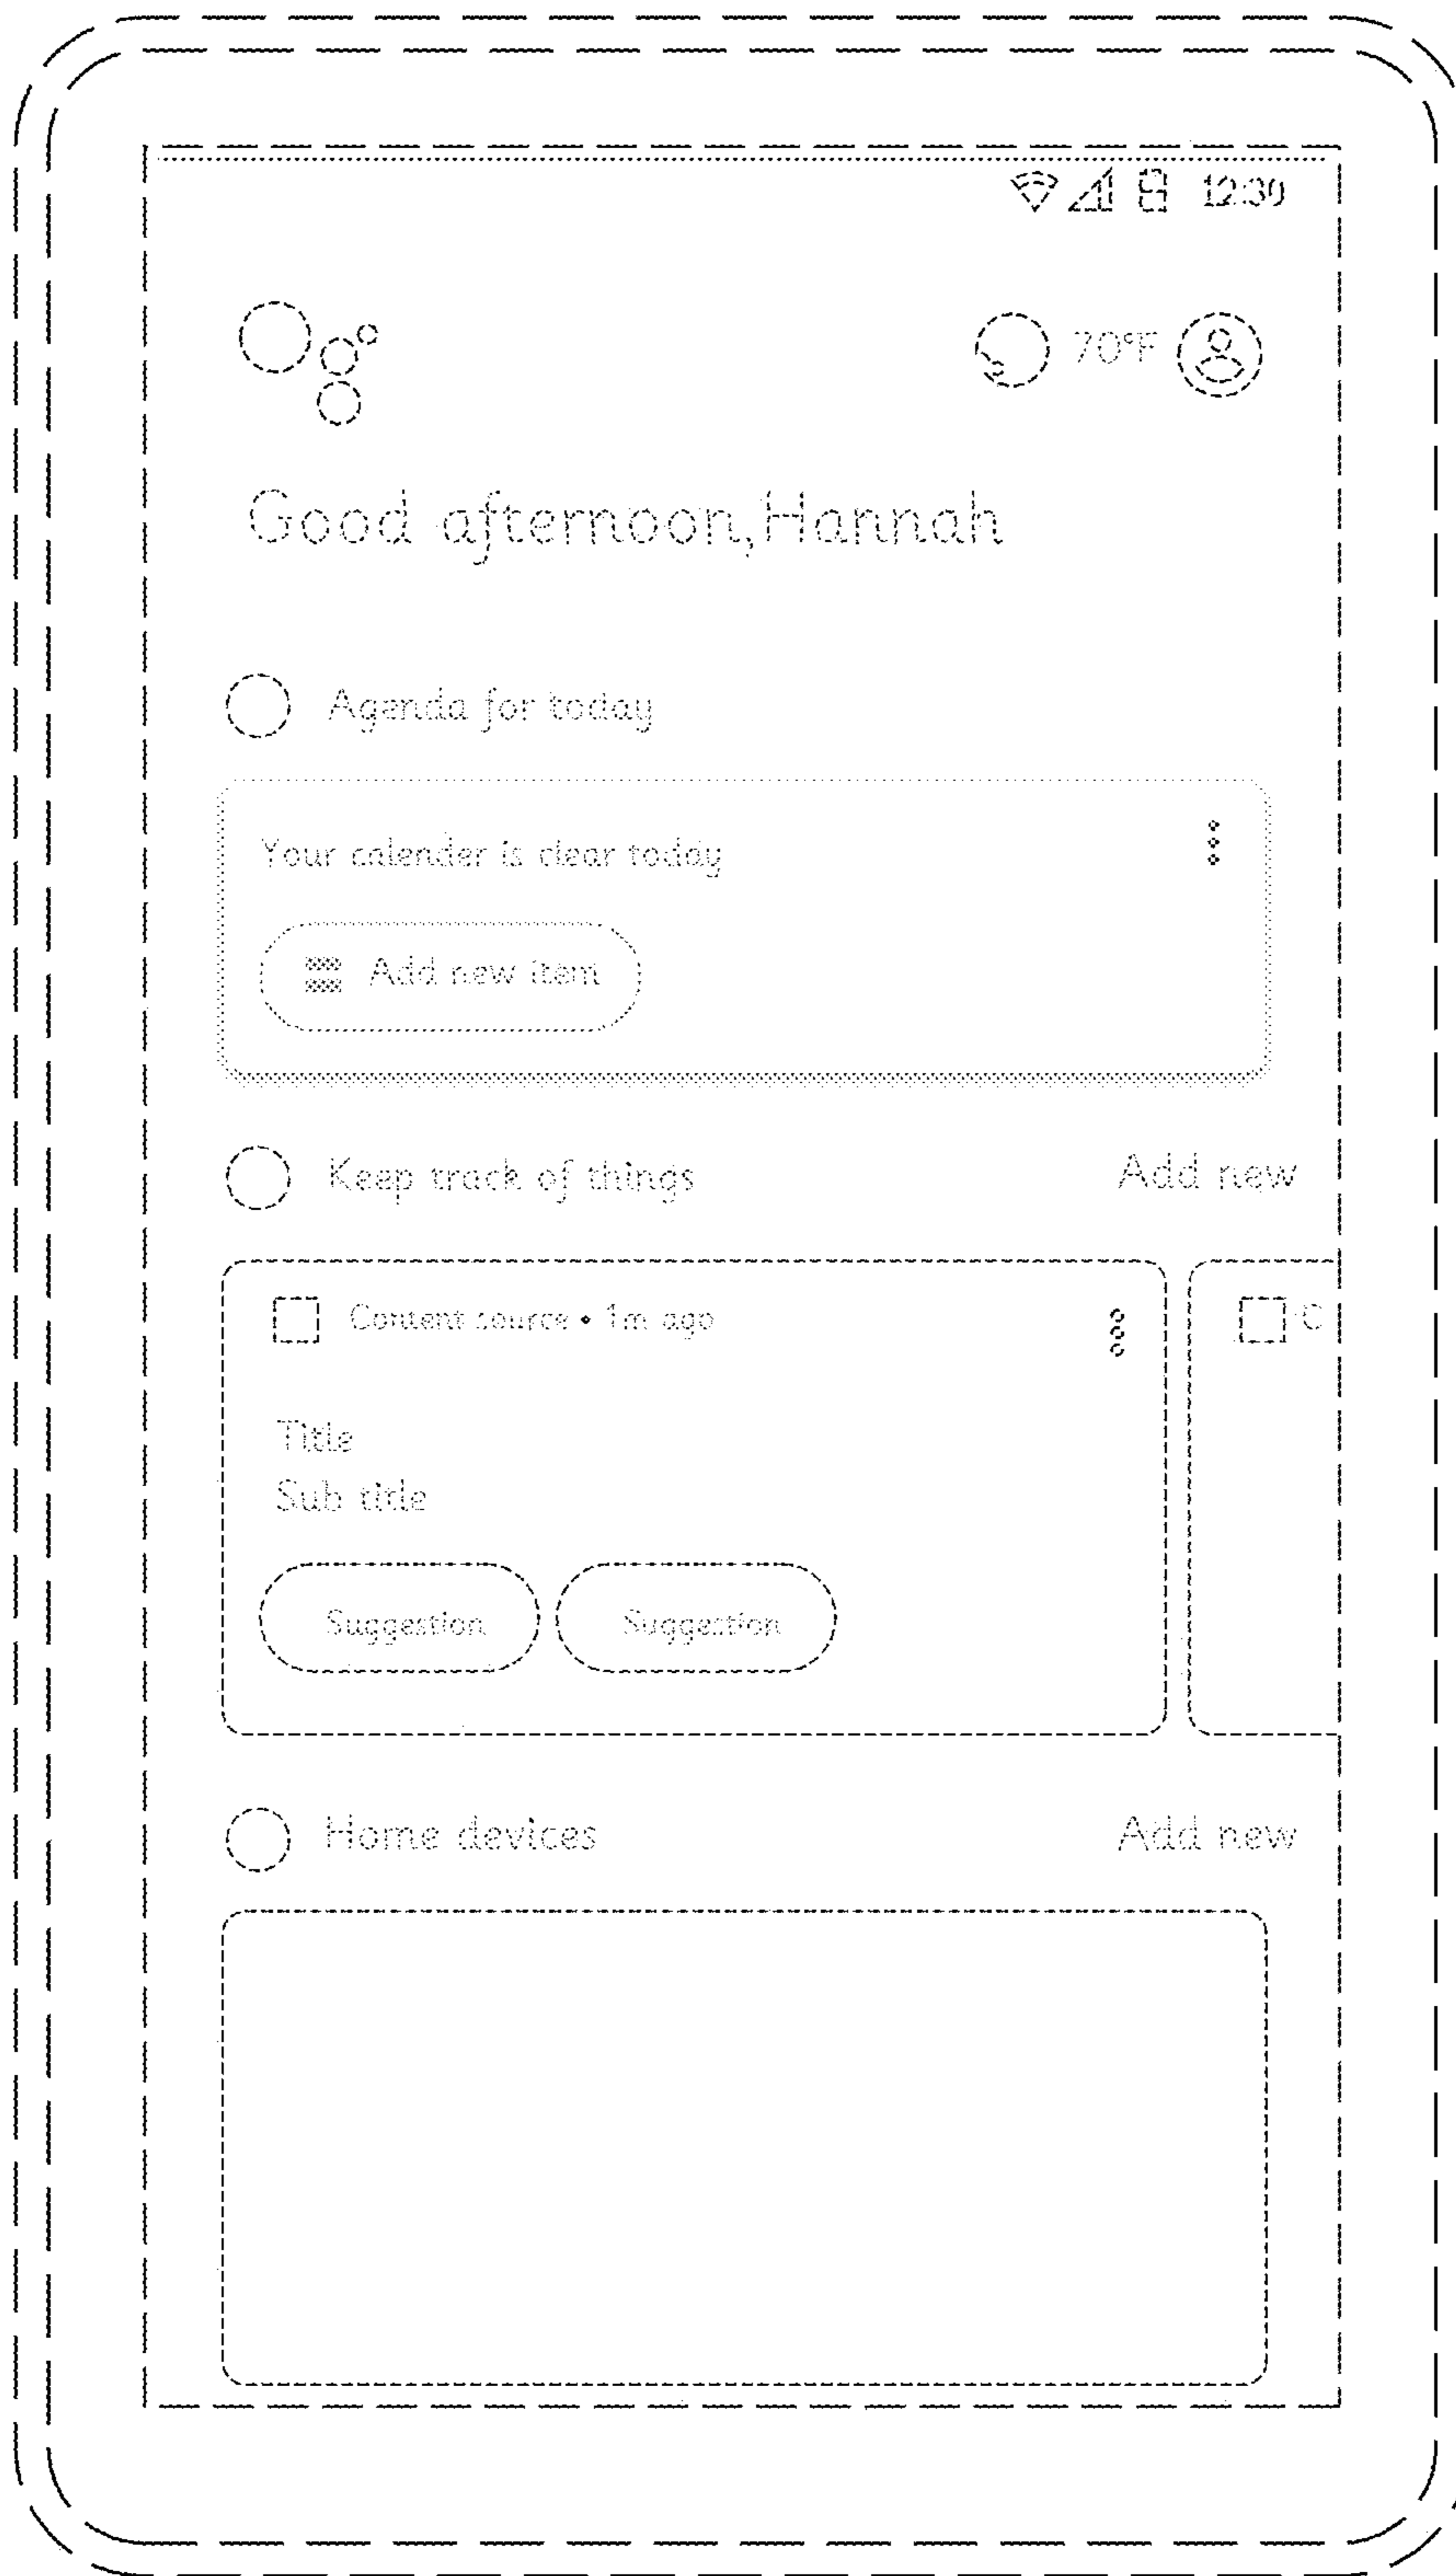 12:30
70°F
Good afternoon,Hannah
Agenda for today
Your calender is clear today
Add new item
Keep track of things Add new
Content source • 1m ago C
Title
Sub title
Suggestion Suggestion
Home devices Add new